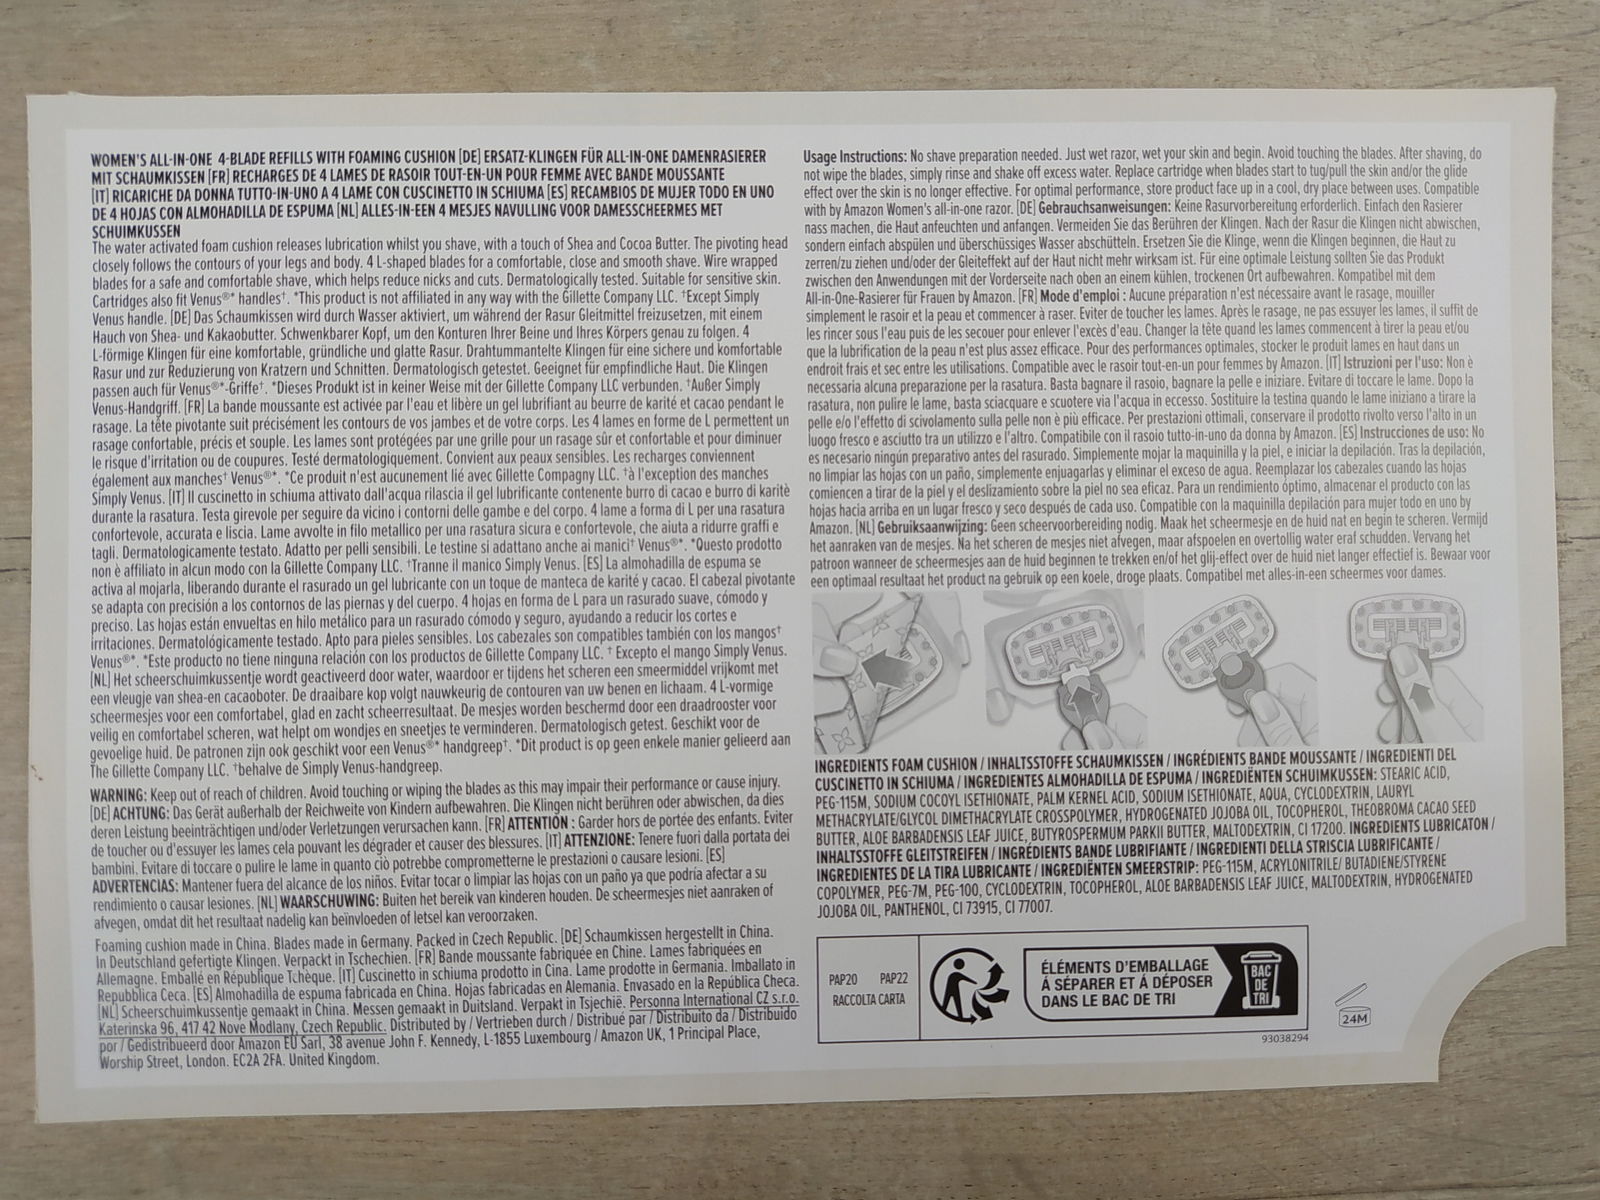 WOMEN'S ALL-IN-ONE 4-BLADE REFILLS WITH FOAMING CUSHION [DE] ERSATZ-KLINGEN FÜR ALL-IN-ONE DAMENRASIERER
MIT SCHAUMKISSEN [FR] RECHARGES DE 4 LAMES DE RASOIR TOUT-EN-UN POUR FEMME AVEC BANDE MOUSSANTE
[IT] RICARICHE DA DONNA TUTTO-IN-UNO A 4 LAME CON CUSCINETTO IN SCHIUMA [ES] RECAMBIOS DE MUJER TODO EN UNO
DE 4 HOJAS CON ALMOHADILLA DE ESPUMA [NL] ALLES-IN-EEN 4 MESJES NAVULLING VOOR DAMESSCHEERMES MET
SCHUIMKUSSEN
The water activated foam cushion releases lubrication whilst you shave, with a touch of Shea and Cocoa Butter. The pivoting head
closely follows the contours of your legs and body. 4 L-shaped blades for a comfortable, close and smooth shave. Wire wrapped
blades for a safe and comfortable shave, which helps reduce nicks and cuts. Dermatologically tested. Suitable for sensitive skin.
Cartridges also fit Venus®* handles†. *This product is not affiliated in any way with the Gillette Company LLC. †Except Simply
Venus handle. [DE] Das Schaumkissen wird durch Wasser aktiviert, um während der Rasur Gleitmittel freizusetzen, mit einem
Hauch von Shea- und Kakaobutter. Schwenkbarer Kopf, um den Konturen Ihrer Beine und Ihres Körpers genau zu folgen. 4
L-förmige Klingen für eine komfortable, gründliche und glatte Rasur. Drahtummantelte Klingen für eine sichere und komfortable
Rasur und zur Reduzierung von Kratzern und Schnitten. Dermatologisch getestet. Geeignet für empfindliche Haut. Die Klingen
passen auch für Venus®*-Griffe†. *Dieses Produkt ist in keiner Weise mit der Gillette Company LLC verbunden. †Außer Simply
Venus-Handgriff. [FR] La bande moussante est activée par l'eau et libère un gel lubrifiant au beurre de karité et cacao pendant le
rasage. La tête pivotante suit précisément les contours de vos jambes et de votre corps. Les 4 lames en forme de L permettent un
rasage confortable, précis et souple. Les lames sont protégées par une grille pour un rasage sûr et confortable et pour diminuer
le risque d'irritation ou de coupures. Testé dermatologiquement. Convient aux peaux sensibles. Les recharges conviennent
également aux manches† Venus®*. *Ce produit n'est aucunement lié avec Gillette Compagny LLC. †à l'exception des manches
Simply Venus. [IT] Il cuscinetto in schiuma attivato dall'acqua rilascia il gel lubrificante contenente burro di cacao e burro di karitè
durante la rasatura. Testa girevole per seguire da vicino i contorni delle gambe e del corpo. 4 lame a forma di L per una rasatura
confortevole, accurata e liscia. Lame avvolte in filo metallico per una rasatura sicura e confortevole, che aiuta a ridurre graffi e
tagli. Dermatologicamente testato. Adatto per pelli sensibili. Le testine si adattano anche ai manici† Venus®*. *Questo prodotto
non è affiliato in alcun modo con la Gillette Company LLC. †Tranne il manico Simply Venus. [ES] La almohadilla de espuma se
activa al mojarla, liberando durante el rasurado un gel lubricante con un toque de manteca de karité y cacao. El cabezal pivotante
se adapta con precisión a los contornos de las piernas y del cuerpo. 4 hojas en forma de L para un rasurado suave, cómodo y
preciso. Las hojas están envueltas en hilo metálico para un rasurado cómodo y seguro, ayudando a reducir los cortes e
irritaciones. Dermatológicamente testado. Apto para pieles sensibles. Los cabezales son compatibles también con los mangos†
Venus®*. *Este producto no tiene ninguna relación con los productos de Gillette Company LLC. † Excepto el mango Simply Venus.
[NL] Het scheerschuimkussentje wordt geactiveerd door water, waardoor er tijdens het scheren een smeermiddel vrijkomt met
een vleugje van shea-en cacaoboter. De draaibare kop volgt nauwkeurig de contouren van uw benen en lichaam. 4 L-vormige
scheermesjes voor een comfortabel, glad en zacht scheerresultaat. De mesjes worden beschermd door een draadrooster voor
veilig en comfortabel scheren, wat helpt om wondjes en sneetjes te verminderen. Dermatologisch getest. Geschikt voor de
gevoelige huid. De patronen zijn ook geschikt voor een Venus®* handgreep†. *Dit product is op geen enkele manier gelieerd aan
The Gillette Company LLC. †behalve de Simply Venus-handgreep.
WARNING: Keep out of reach of children. Avoid touching or wiping the blades as this may impair their performance or cause injury.
[DE] ACHTUNG: Das Gerät außerhalb der Reichweite von Kindern aufbewahren. Die Klingen nicht berühren oder abwischen, da dies
deren Leistung beeinträchtigen und/oder Verletzungen verursachen kann. [FR] ATTENTION : Garder hors de portée des enfants. Eviter
de toucher ou d'essuyer les lames cela pouvant les dégrader et causer des blessures. [IT] ATTENZIONE: Tenere fuori dalla portata dei
bambini. Evitare di toccare o pulire le lame in quanto ciò potrebbe comprometterne le prestazioni o causare lesioni. [ES]
ADVERTENCIAS: Mantener fuera del alcance de los niños. Evitar tocar o limpiar las hojas con un paño ya que podría afectar a su
rendimiento o causar lesiones. [NL] WAARSCHUWING: Buiten het bereik van kinderen houden. De scheermesjes niet aanraken of
afvegen, omdat dit het resultaat nadelig kan beïnvloeden of letsel kan veroorzaken.
Foaming cushion made in China. Blades made in Germany. Packed in Czech Republic. [DE] Schaumkissen hergestellt in China.
In Deutschland gefertigte Klingen. Verpackt in Tschechien. [FR] Bande moussante fabriquée en Chine. Lames fabriquées en
Allemagne. Emballé en République Tchèque. [IT] Cuscinetto in schiuma prodotto in Cina. Lame prodotte in Germania. Imballato in
Repubblica Ceca. [ES] Almohadilla de espuma fabricada en China. Hojas fabricadas en Alemania. Envasado en la República Checa.
[NL] Scheerschuimkussentje gemaakt in China. Messen gemaakt in Duitsland. Verpakt in Tsjechië. Personna International CZ s.r.o.
Katerinska 96, 417 42 Nove Modlany, Czech Republic. Distributed by / Vertrieben durch / Distribué par / Distribuito da / Distribuido
por / Gedistribueerd door Amazon EU Sarl, 38 avenue John F. Kennedy, L-1855 Luxembourg / Amazon UK, 1 Principal Place,
Worship Street, London. EC2A 2FA. United Kingdom.
Usage Instructions: No shave preparation needed. Just wet razor, wet your skin and begin. Avoid touching the blades. After shaving, do
not wipe the blades, simply rinse and shake off excess water. Replace cartridge when blades start to tug/pull the skin and/or the glide
effect over the skin is no longer effective. For optimal performance, store product face up in a cool, dry place between uses. Compatible
with by Amazon Women's all-in-one razor. [DE] Gebrauchsanweisungen: Keine Rasurvorbereitung erforderlich. Einfach den Rasierer
nass machen, die Haut anfeuchten und anfangen. Vermeiden Sie das Berühren der Klingen. Nach der Rasur die Klingen nicht abwischen,
sondern einfach abspülen und überschüssiges Wasser abschütteln. Ersetzen Sie die Klinge, wenn die Klingen beginnen, die Haut zu
zerren/zu ziehen und/oder der Gleiteffekt auf der Haut nicht mehr wirksam ist. Für eine optimale Leistung sollten Sie das Produkt
zwischen den Anwendungen mit der Vorderseite nach oben an einem kühlen, trockenen Ort aufbewahren. Kompatibel mit dem
All-in-One-Rasierer für Frauen by Amazon. [FR] Mode d'emploi : Aucune préparation n'est nécessaire avant le rasage, mouiller
simplement le rasoir et la peau et commencer à raser. Eviter de toucher les lames. Après le rasage, ne pas essuyer les lames, il suffit de
les rincer sous l'eau puis de les secouer pour enlever l'excès d'eau. Changer la tête quand les lames commencent à tirer la peau et/ou
que la lubrification de la peau n'est plus assez efficace. Pour des performances optimales, stocker le produit lames en haut dans un
endroit frais et sec entre les utilisations. Compatible avec le rasoir tout-en-un pour femmes by Amazon. [IT] Istruzioni per l'uso: Non è
necessaria alcuna preparazione per la rasatura. Basta bagnare il rasoio, bagnare la pelle e iniziare. Evitare di toccare le lame. Dopo la
rasatura, non pulire le lame, basta sciacquare e scuotere via l'acqua in eccesso. Sostituire la testina quando le lame iniziano a tirare la
pelle e/o l'effetto di scivolamento sulla pelle non è più efficace. Per prestazioni ottimali, conservare il prodotto rivolto verso l'alto in un
luogo fresco e asciutto tra un utilizzo e l'altro. Compatibile con il rasoio tutto-in-uno da donna by Amazon. [ES] Instrucciones de uso: No
es necesario ningún preparativo antes del rasurado. Simplemente mojar la maquinilla y la piel, e iniciar la depilación. Tras la depilación,
no limpiar las hojas con un paño, simplemente enjuagarlas y eliminar el exceso de agua. Reemplazar los cabezales cuando las hojas
comiencen a tirar de la piel y el deslizamiento sobre la piel no sea eficaz. Para un rendimiento óptimo, almacenar el producto con las
hojas hacia arriba en un lugar fresco y seco después de cada uso. Compatible con la maquinilla depilación para mujer todo en uno by
Amazon. [NL] Gebruiksaanwijzing: Geen scheervoorbereiding nodig. Maak het scheermesje en de huid nat en begin te scheren. Vermijd
het aanraken van de mesjes. Na het scheren de mesjes niet afvegen, maar afspoelen en overtollig water eraf schudden. Vervang het
patroon wanneer de scheermesjes aan de huid beginnen te trekken en/of het glij-effect over de huid niet langer effectief is. Bewaar voor
een optimaal resultaat het product na gebruik op een koele, droge plaats. Compatibel met alles-in-een scheermes voor dames.
INGREDIENTS FOAM CUSHION / INHALTSSTOFFE SCHAUMKISSEN / INGRÉDIENTS BANDE MOUSSANTE / INGREDIENTI DEL
CUSCINETTO IN SCHIUMA / INGREDIENTES ALMOHADILLA DE ESPUMA / INGREDIËNTEN SCHUIMKUSSEN: STEARIC ACID,
PEG-115M, SODIUM COCOYL ISETHIONATE, PALM KERNEL ACID, SODIUM ISETHIONATE, AQUA, CYCLODEXTRIN, LAURYL
METHACRYLATE/GLYCOL DIMETHACRYLATE CROSSPOLYMER, HYDROGENATED JOJOBA OIL, TOCOPHEROL, THEOBROMA CACAO SEED
BUTTER, ALOE BARBADENSIS LEAF JUICE, BUTYROSPERMUM PARKII BUTTER, MALTODEXTRIN, CI 17200. INGREDIENTS LUBRICATON /
INHALTSSTOFFE GLEITSTREIFEN / INGRÉDIENTS BANDE LUBRIFIANTE / INGREDIENTI DELLA STRISCIA LUBRIFICANTE /
INGREDIENTES DE LA TIRA LUBRICANTE / INGREDIËNTEN SMEERSTRIP: PEG-115M, ACRYLONITRILE/ BUTADIENE/STYRENE
COPOLYMER, PEG-7M, PEG-100, CYCLODEXTRIN, TOCOPHEROL, ALOE BARBADENSIS LEAF JUICE, MALTODEXTRIN, HYDROGENATED
JOJOBA OIL, PANTHENOL, CI 73915, CI 77007.
PAP20 PAP22
RACCOLTA CARTA
ÉLÉMENTS D'EMBALLAGE
À SÉPARER ET À DÉPOSER
DANS LE BAC DE TRI
BAC
DE
TRI
93038294
24M